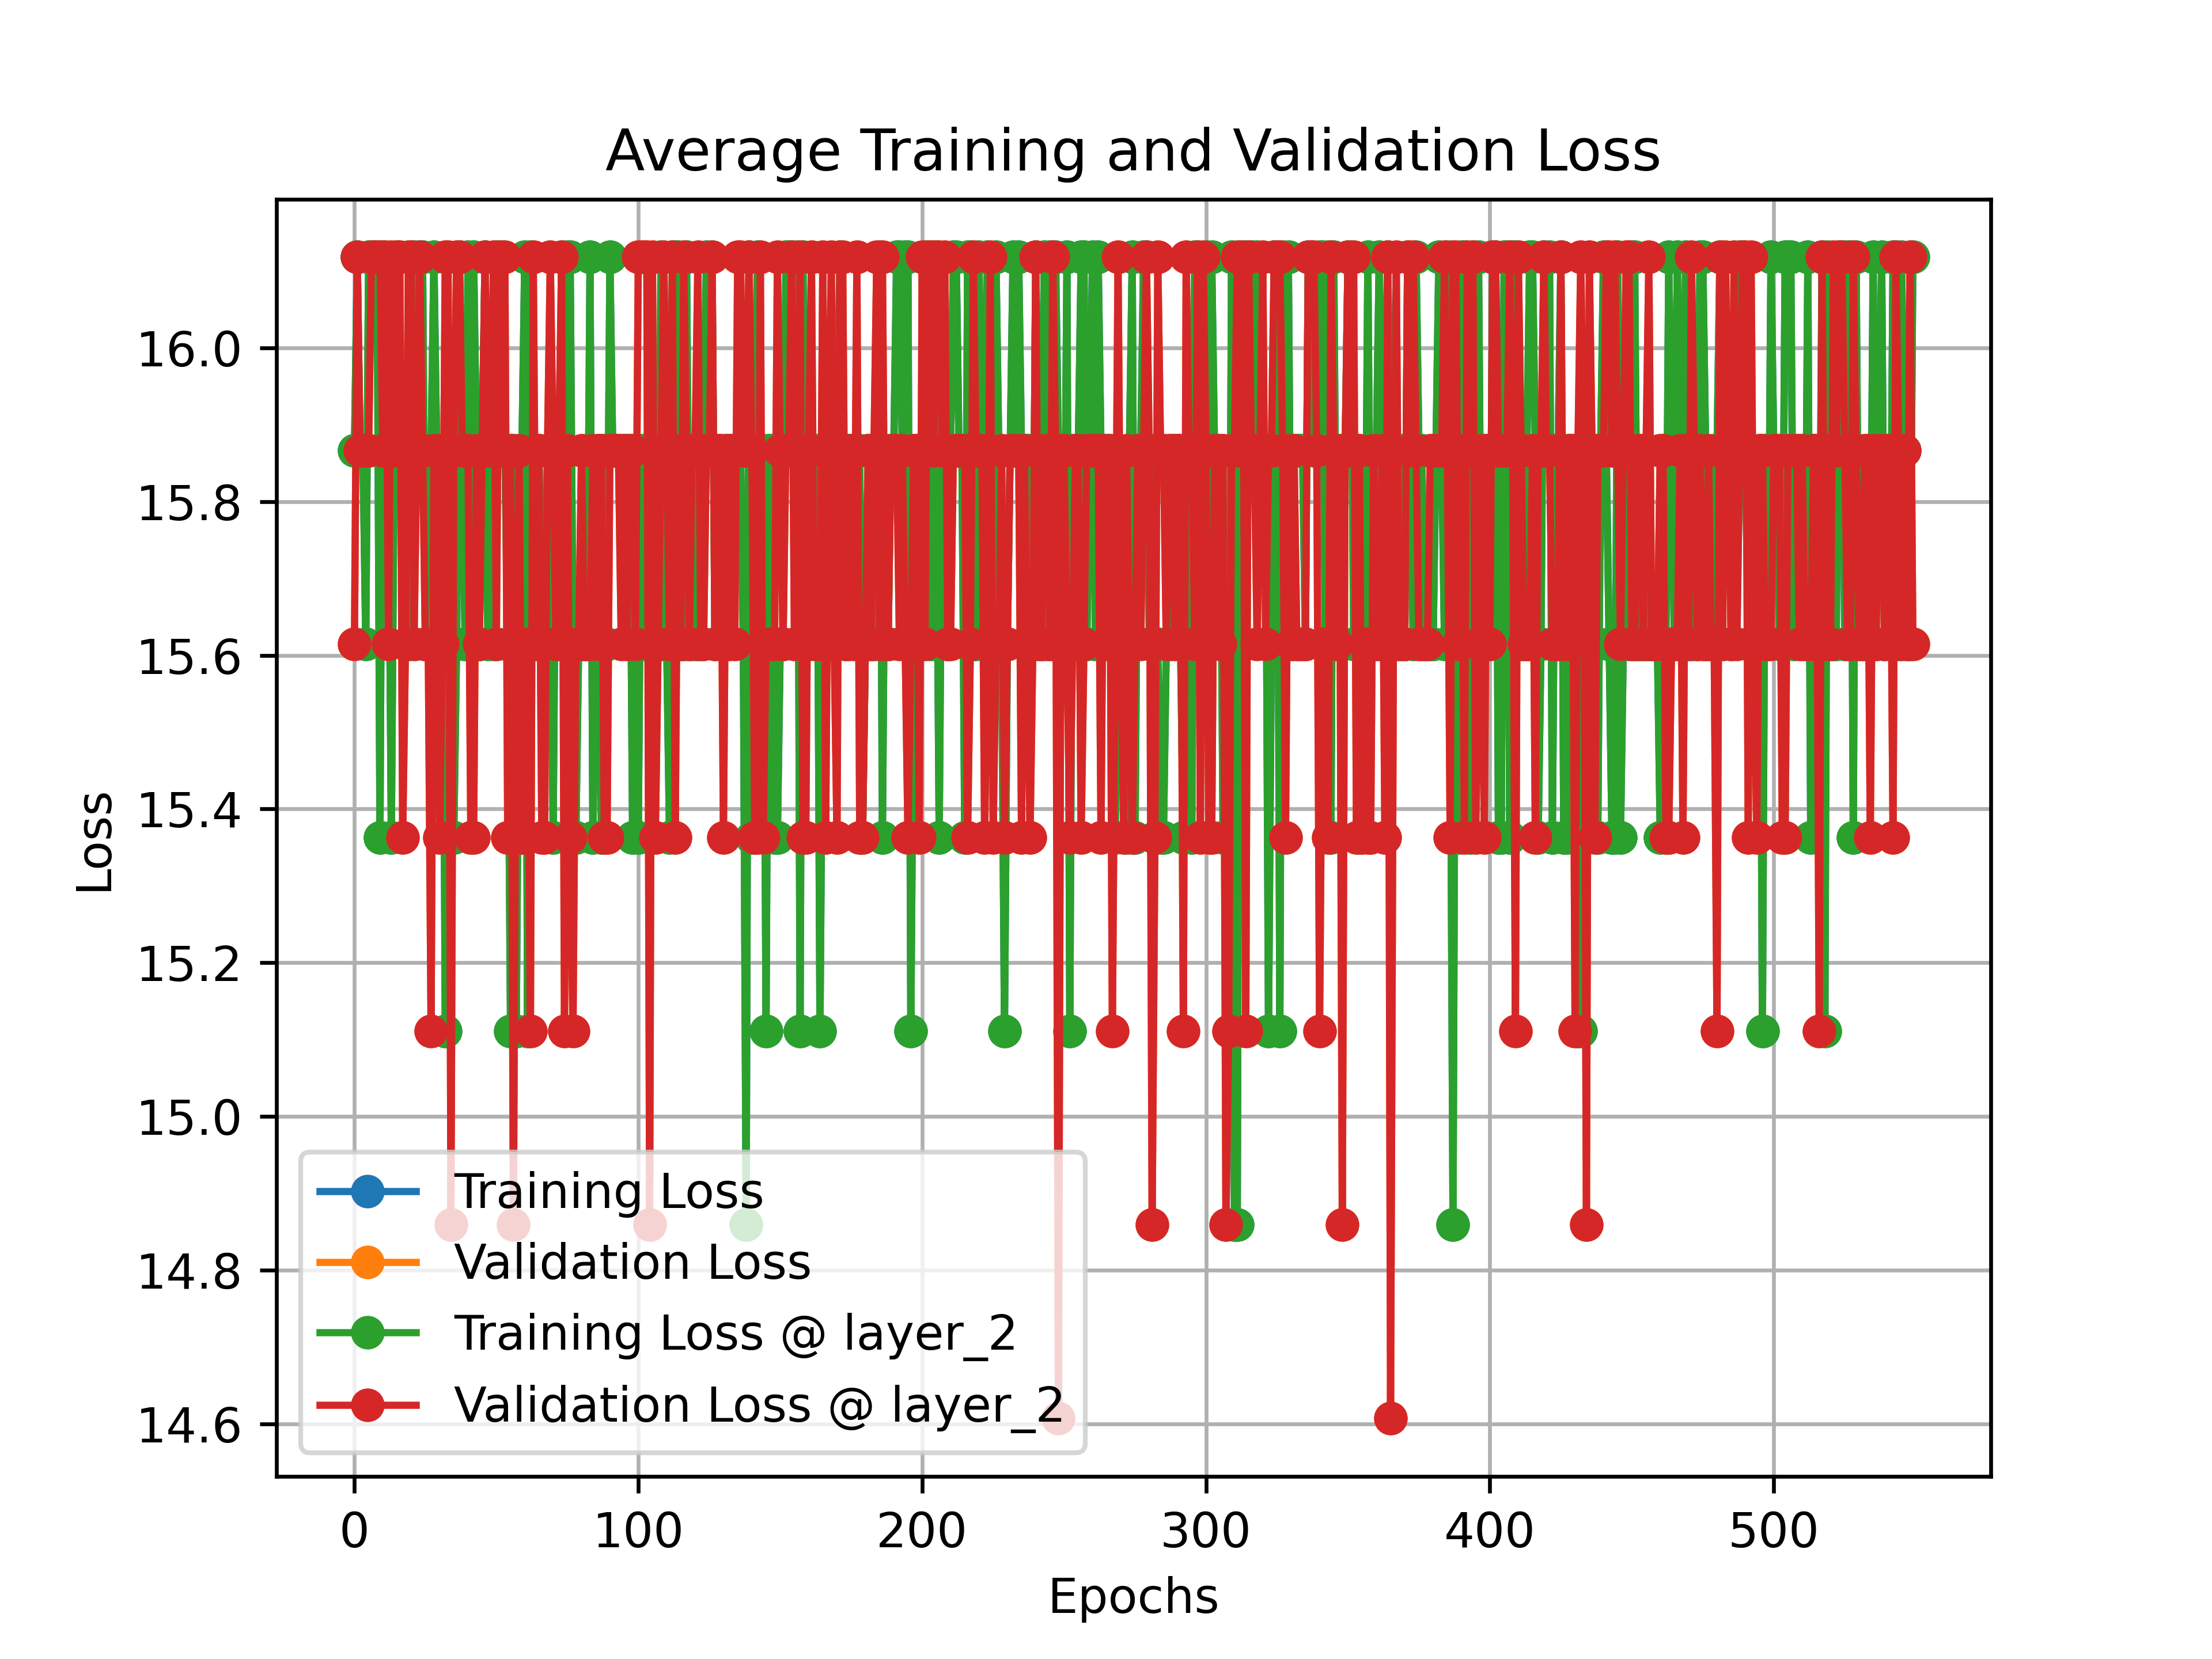 Average Training and Validation Loss
16.0
15.8
15.6
15.4
15.2
15.0
14.8
14.6
Loss
Training Loss
Validation Loss
Training Loss @ layer_2
Validation Loss @ layer_2
0 100 200 300 400 500
Epochs